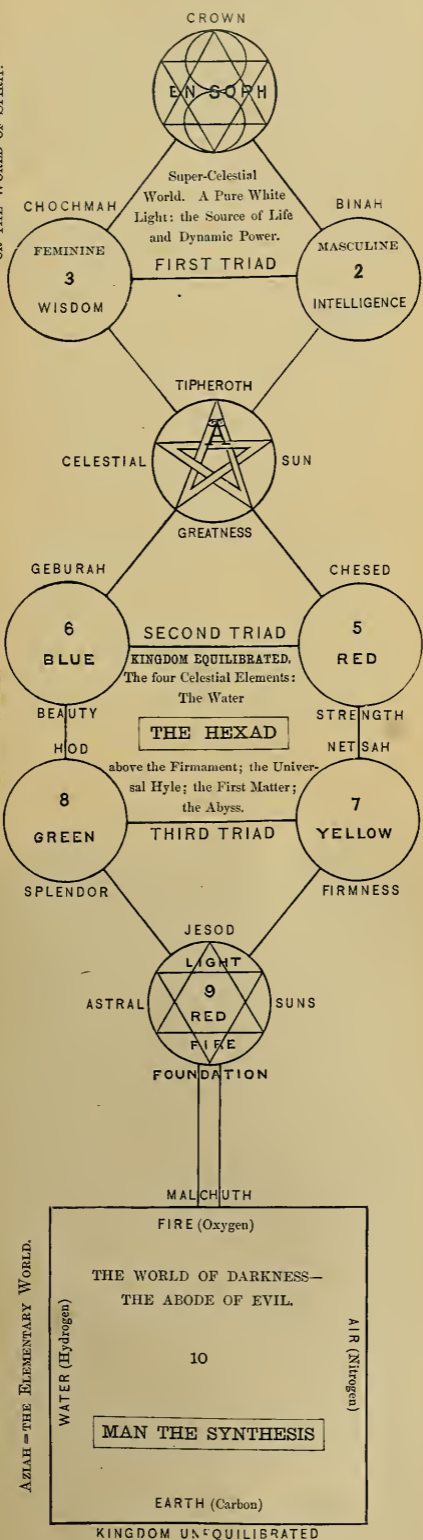 CROWN
EN SOPH
OR THE WORLD OF SPIRIT.
Super-Celestial
World. A Pure White
Light: the Source of Life
and Dynamic Power.
CHOCHMAH
BINAH
FEMININE
3
WISDOM
FIRST TRIAD
MASCULINE
2
INTELLIGENCE
TIPHEROTH
A
CELESTIAL
SUN
GREATNESS
GEBURAH
CHESED
6
BLUE
SECOND TRIAD
5
RED
KINGDOM EQUILIBRATED.
The four Celestial Elements:
The Water
BEAUTY
STRENGTH
THE HEXAD
HOD
NETSAH
above the Firmament; the Univer-
sal Hyle; the First Matter;
the Abyss.
8
GREEN
THIRD TRIAD
7
YELLOW
SPLENDOR
FIRMNESS
JESOD
LIGHT
ASTRAL
9
RED
SUNS
FIRE
FOUNDATION
MALCHUTH
FIRE (Oxygen)
THE WORLD OF DARKNESS—
THE ABODE OF EVIL.
10
AZIAH = THE ELEMENTARY WORLD.
WATER (Hydrogen)
AIR (Nitrogen)
MAN THE SYNTHESIS
EARTH (Carbon)
KINGDOM UNEQUILIBRATED